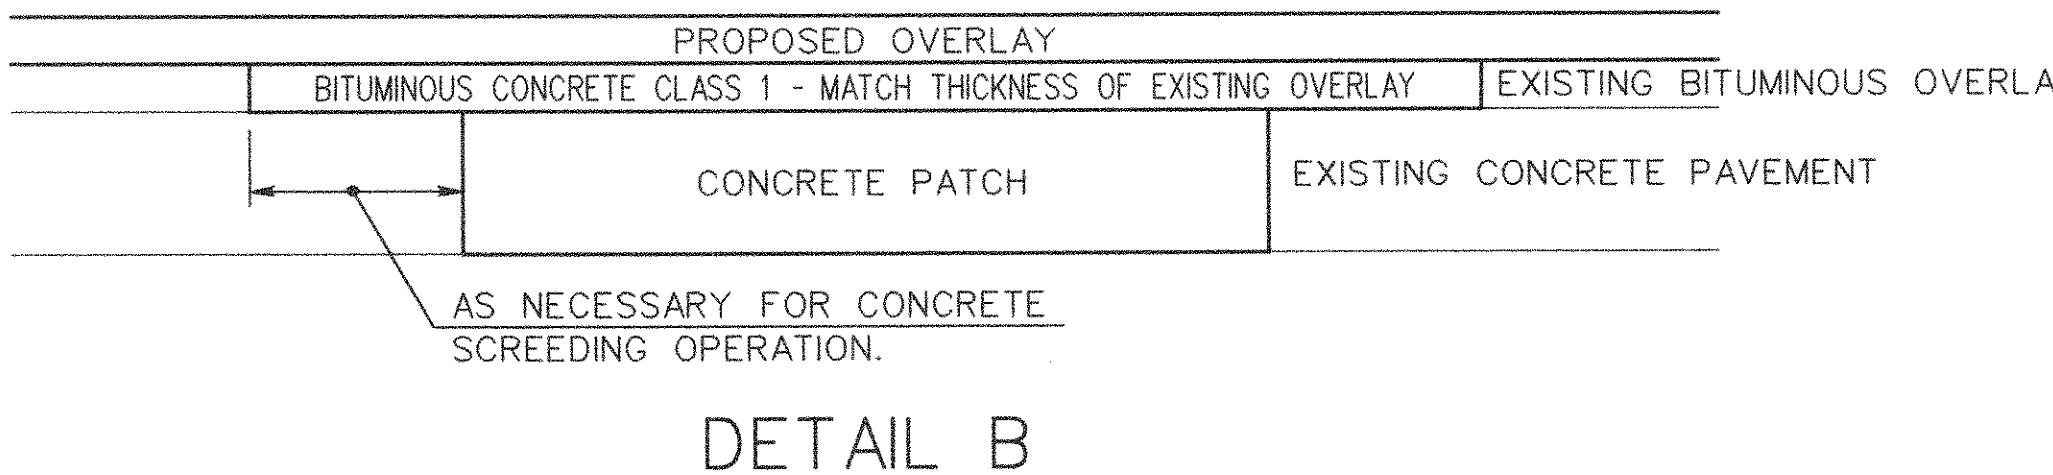 PROPOSED OVERLAY
BITUMINOUS CONCRETE CLASS 1 - MATCH THICKNESS OF EXISTING OVERLAY
EXISTING BITUMINOUS OVERLA
CONCRETE PATCH
EXISTING CONCRETE PAVEMENT
AS NECESSARY FOR CONCRETE
SCREEDING OPERATION.
DETAIL B